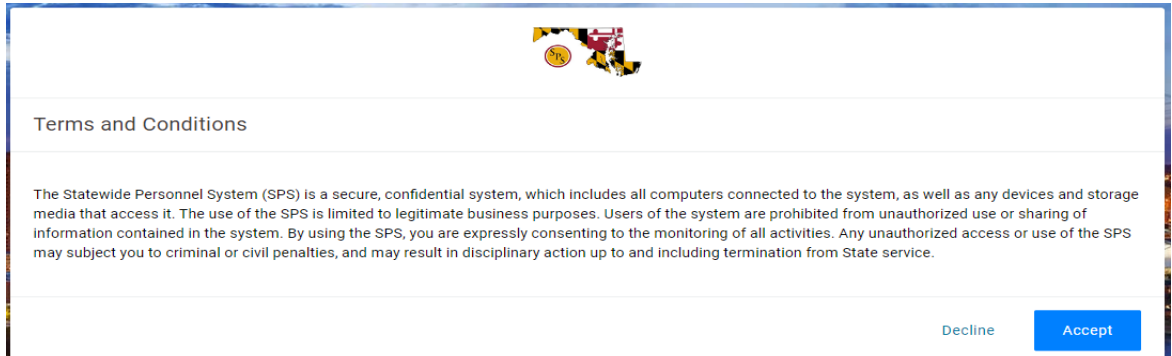 SPS
Terms and Conditions
The Statewide Personnel System (SPS) is a secure, confidential system, which includes all computers connected to the system, as well as any devices and storage
media that access it. The use of the SPS is limited to legitimate business purposes. Users of the system are prohibited from unauthorized use or sharing of
information contained in the system. By using the SPS, you are expressly consenting to the monitoring of all activities. Any unauthorized access or use of the SPS
may subject you to criminal or civil penalties, and may result in disciplinary action up to and including termination from State service.
Decline
Accept